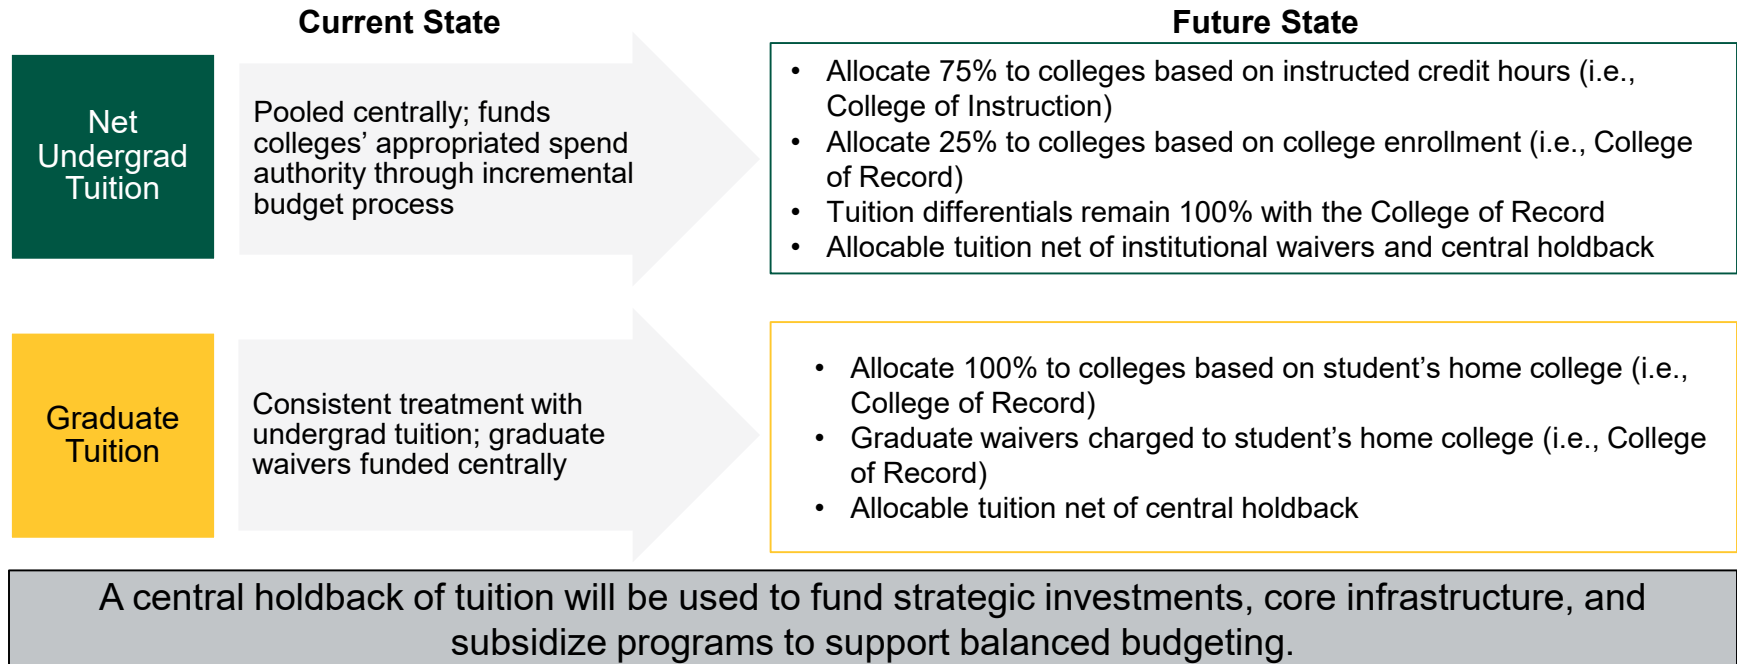 Current State
Future State
Net
Undergrad
Tuition
Pooled centrally; funds
colleges’ appropriated spend
authority through incremental
budget process
• Allocate 75% to colleges based on instructed credit hours (i.e.,
College of Instruction)
• Allocate 25% to colleges based on college enrollment (i.e., College
of Record)
• Tuition differentials remain 100% with the College of Record
• Allocable tuition net of institutional waivers and central holdback
Graduate
Tuition
Consistent treatment with
undergrad tuition; graduate
waivers funded centrally
• Allocate 100% to colleges based on student’s home college (i.e.,
College of Record)
• Graduate waivers charged to student’s home college (i.e., College
of Record)
• Allocable tuition net of central holdback
A central holdback of tuition will be used to fund strategic investments, core infrastructure, and
subsidize programs to support balanced budgeting.